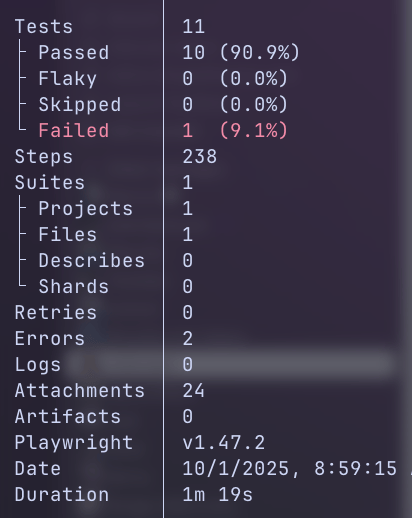 Tests 11
Passed 10 (90.9%)
Flaky 0 (0.0%)
Skipped 0 (0.0%)
Failed 1 (9.1%)
Steps 238
Suites 1
Projects 1
Files 1
Describes 0
Shards 0
Retries 0
Errors 2
Logs 0
Attachments 24
Artifacts 0
Playwright v1.47.2
Date 10/1/2025, 8:59:15
Duration 1m 19s